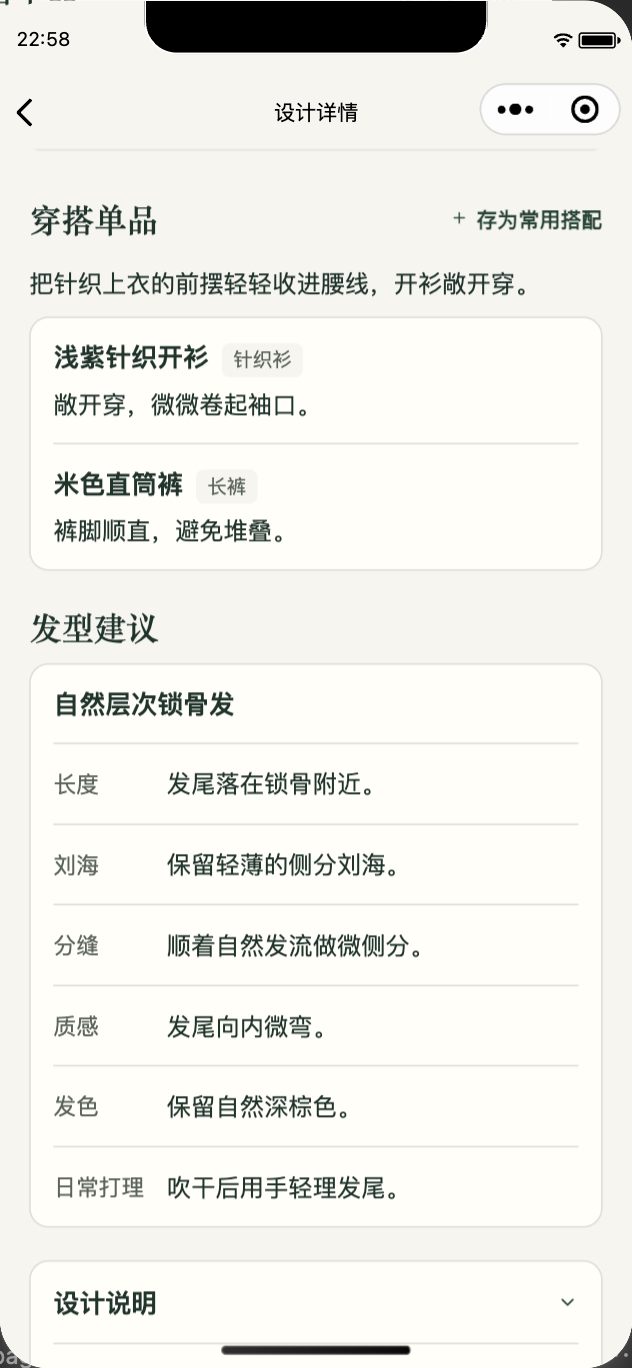 22:58
设计详情
穿搭单品
+ 存为常用搭配
把针织上衣的前摆轻轻收进腰线，开衫敞开穿。
浅紫针织开衫 针织衫
敞开穿，微微卷起袖口。
米色直筒裤 长裤
裤脚顺直，避免堆叠。
发型建议
自然层次锁骨发
长度 发尾落在锁骨附近。
刘海 保留轻薄的侧分刘海。
分缝 顺着自然发流做微侧分。
质感 发尾向内微弯。
发色 保留自然深棕色。
日常打理 吹干后用手轻理发尾。
设计说明